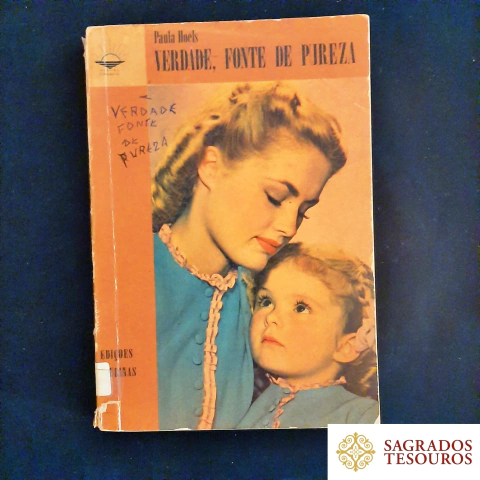 Paula Hoels
VERDADE, FONTE DE PUREZA
VERDADE
FONTE
DE
PUREZA
EDIÇÕES
SAGRADOS
TESOUROS